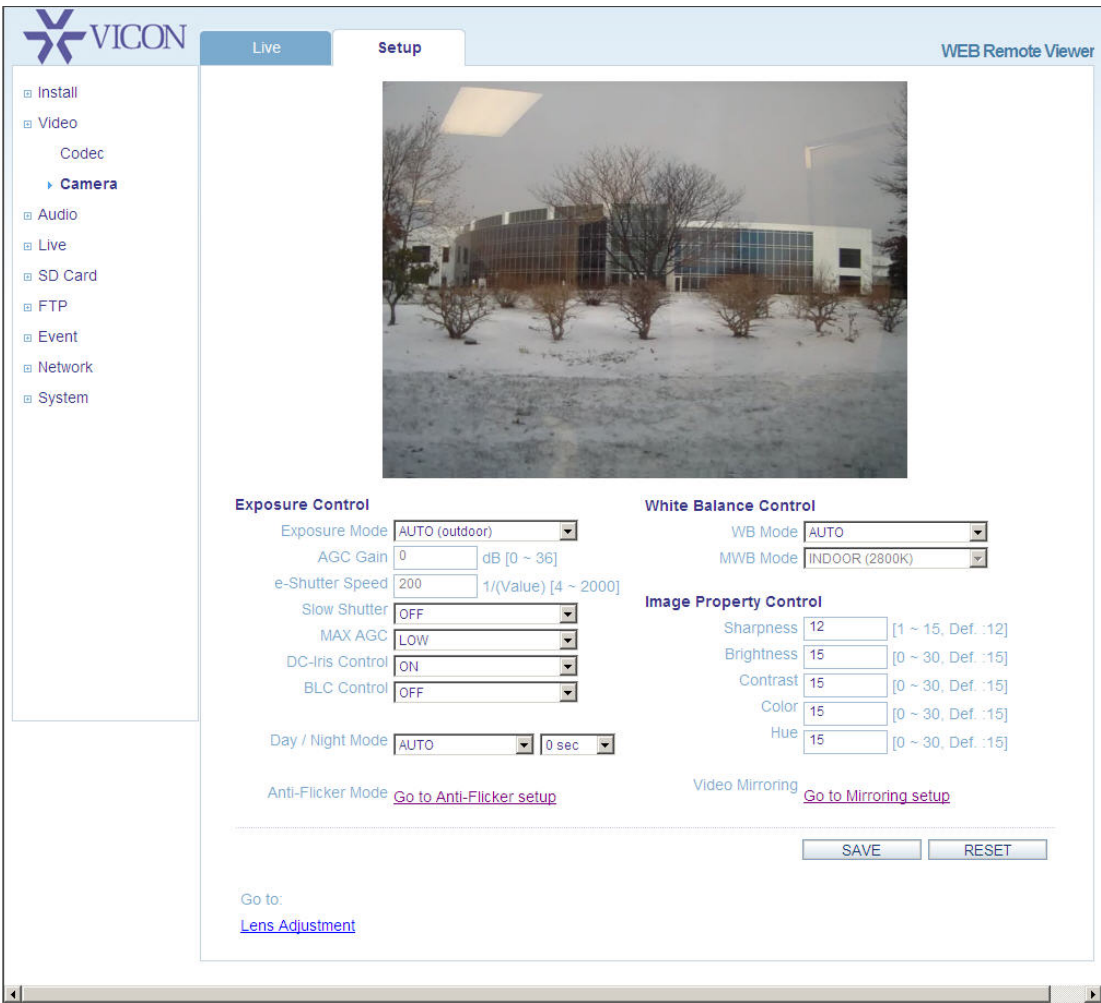 VICON
Live
Setup
WEB Remote Viewer
Install
Video
Codec
Camera
Audio
Live
SD Card
FTP
Event
Network
System
Exposure Control
Exposure Mode AUTO (outdoor)
AGC Gain 0 dB [0 ~ 36]
e-Shutter Speed 200 1/(Value) [4 ~ 2000]
Slow Shutter OFF
MAX AGC LOW
DC-Iris Control ON
BLC Control OFF
Day / Night Mode AUTO 0 sec
Anti-Flicker Mode Go to Anti-Flicker setup
White Balance Control
WB Mode AUTO
MWB Mode INDOOR (2800K)
Image Property Control
Sharpness 12 [1 ~ 15, Def. :12]
Brightness 15 [0 ~ 30, Def. :15]
Contrast 15 [0 ~ 30, Def. :15]
Color 15 [0 ~ 30, Def. :15]
Hue 15 [0 ~ 30, Def. :15]
Video Mirroring Go to Mirroring setup
SAVE
RESET
Go to:
Lens Adjustment